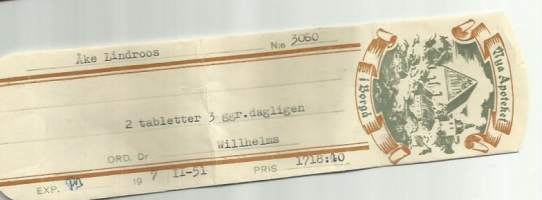 Åke Lindroos
N:o 3060
2 tabletter 3 ggr.dagligen
Willhelms
ORD. Dr
EXP. 19 7 11-51 PRIS 1718:40
Nya Apoteket
i Borgå